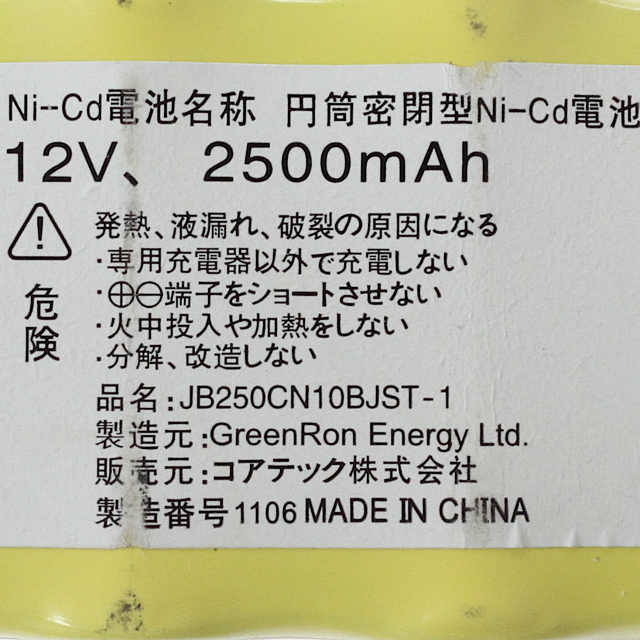 Ni--Cd電池名称 円筒密閉型Ni-Cd電池
12V、 2500mAh
発熱、液漏れ、破裂の原因になる
・専用充電器以外で充電しない
・⊕⊖端子をショートさせない
・火中投入や加熱をしない
・分解、改造しない
危険
品名:JB250CN10BJST-1
製造元:GreenRon Energy Ltd.
販売元:コアテック株式会社
製造番号1106 MADE IN CHINA